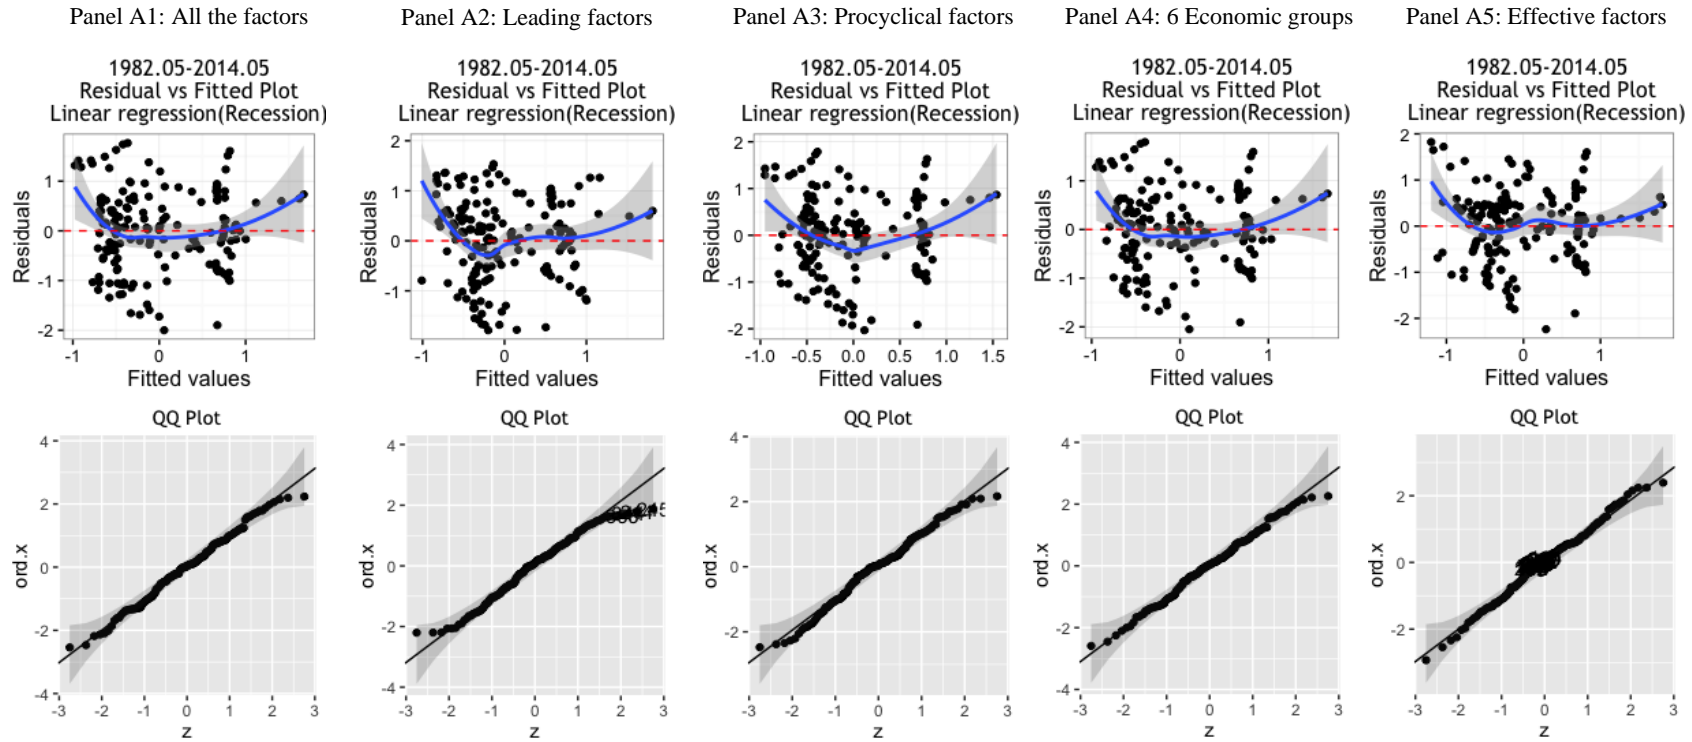 Panel A1: All the factors
Panel A2: Leading factors
Panel A3: Procyclical factors
Panel A4: 6 Economic groups
Panel A5: Effective factors
1982.05-2014.05
Residual vs Fitted Plot
Linear regression(Recession)
1
0
-1
-2
Residuals
-1 0 1
Fitted values
1982.05-2014.05
Residual vs Fitted Plot
Linear regression(Recession)
2
1
0
-1
Residuals
-1 0 1
Fitted values
1982.05-2014.05
Residual vs Fitted Plot
Linear regression(Recession)
2
1
0
-1
-2
Residuals
-1.0 -0.5 0.0 0.5 1.0 1.5
Fitted values
1982.05-2014.05
Residual vs Fitted Plot
Linear regression(Recession)
1
0
-1
-2
Residuals
-1 0 1
Fitted values
1982.05-2014.05
Residual vs Fitted Plot
Linear regression(Recession)
2
1
0
-1
-2
Residuals
-1 0 1
Fitted values
QQ Plot
4
2
0
-2
-4
ord.x
-3 -2 -1 0 1 2 3
z
QQ Plot
4
2
0
-2
-4
ord.x
-3 -2 -1 0 1 2 3
z
QQ Plot
4
2
0
-2
ord.x
-3 -2 -1 0 1 2 3
z
QQ Plot
4
2
0
-2
-4
ord.x
-3 -2 -1 0 1 2 3
z
QQ Plot
2
0
-2
ord.x
-3 -2 -1 0 1 2 3
z